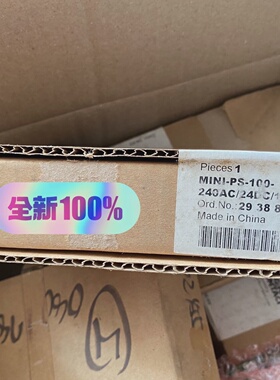 Pieces 1
MINI-PS-100-
240AC/24DC/1
Ord.No.: 29 38 8
Made in China
全新100%